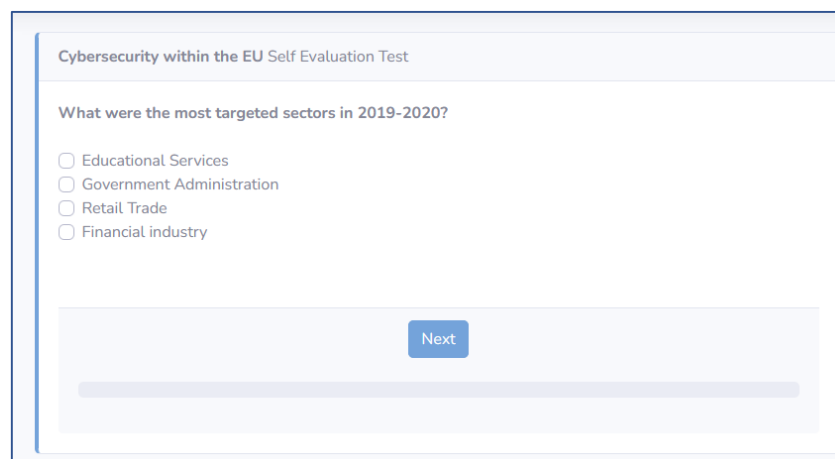 Cybersecurity within the EU Self Evaluation Test
What were the most targeted sectors in 2019-2020?
Educational Services
Government Administration
Retail Trade
Financial industry
Next